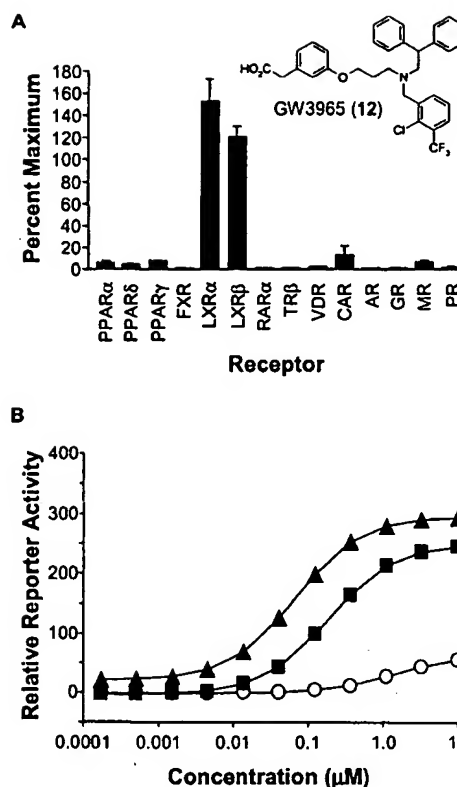 A
Percent Maximum
180
160
140
120
100
80
60
40
20
0
HO₂C
O
N
Cl
CF₃
GW3965 (12)
PPARα
PPARδ
PPARγ
FXR
LXRα
LXRβ
RARα
TRβ
VDR
CAR
AR
GR
MR
PR
Receptor
B
Relative Reporter Activity
400
300
200
100
0
0.0001 0.001 0.01 0.1 1.0
Concentration (μM)